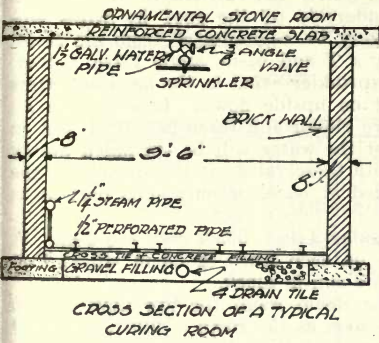 ORNAMENTAL STONE ROOM
REINFORCED CONCRETE SLAB
1½" GALV. WATER PIPE
3/8 ANGLE VALVE
SPRINKLER
BRICK WALL
8"
9'-6"
8"
1¼" STEAM PIPE
½" PERFORATED PIPE
CROSS TIE & CONCRETE FILLING
FOOTING
GRAVEL FILLING
4" DRAIN TILE
CROSS SECTION OF A TYPICAL
CURING ROOM